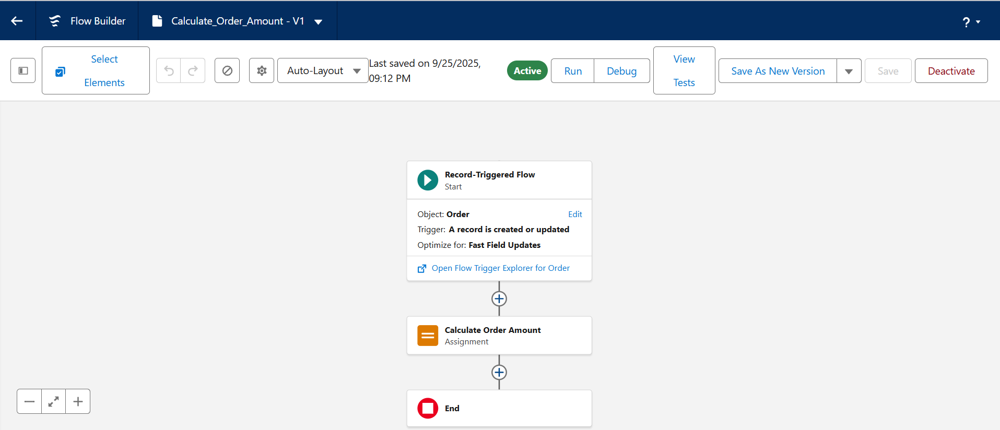 Flow Builder
Calculate_Order_Amount - V1
?
Select
Elements
Auto-Layout
Last saved on 9/25/2025,
09:12 PM
Active
Run
Debug
View
Tests
Save As New Version
Save
Deactivate
Record-Triggered Flow
Start
Object: Order
Edit
Trigger: A record is created or updated
Optimize for: Fast Field Updates
Open Flow Trigger Explorer for Order
Calculate Order Amount
Assignment
End